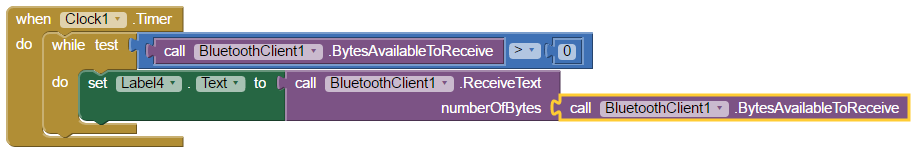 when Clock1 .Timer
do while test call BluetoothClient1 .BytesAvailableToReceive > 0
do set Label4 . Text to call BluetoothClient1 .ReceiveText
numberOfBytes call BluetoothClient1 .BytesAvailableToReceive